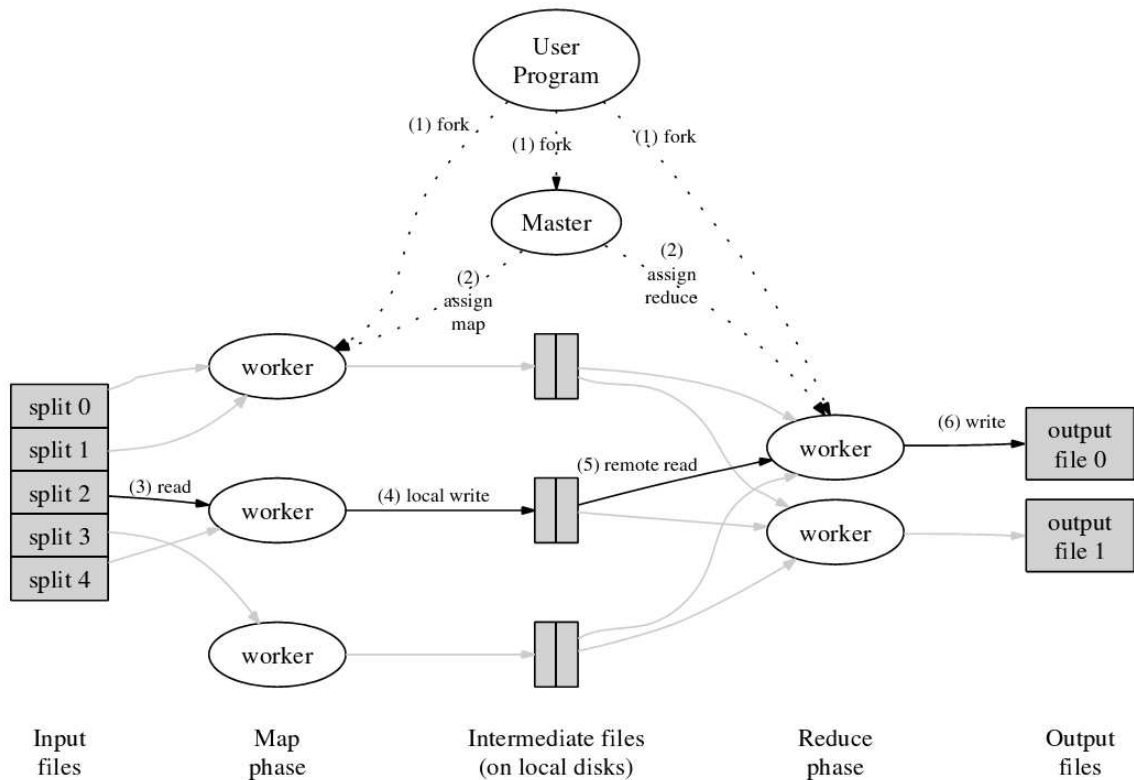 User
Program
(1) fork
(1) fork
(1) fork
Master
(2)
assign
map
(2)
assign
reduce
worker
split 0
split 1
split 2
split 3
split 4
(3) read
worker
(4) local write
(5) remote read
worker
(6) write
output
file 0
worker
output
file 1
worker
Input
files
Map
phase
Intermediate files
(on local disks)
Reduce
phase
Output
files